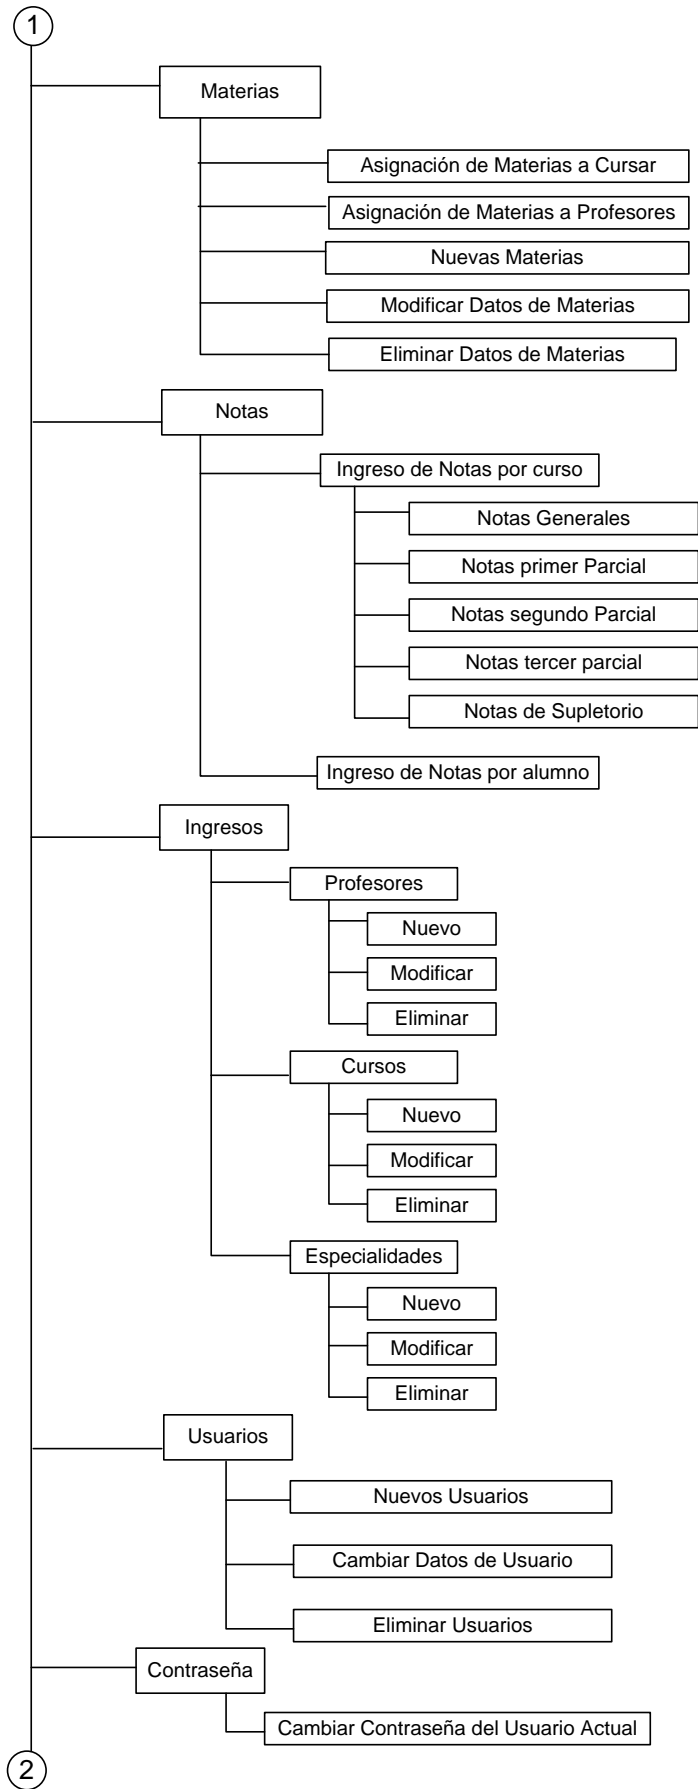 1
Materias
Asignación de Materias a Cursar
Asignación de Materias a Profesores
Nuevas Materias
Modificar Datos de Materias
Eliminar Datos de Materias
Notas
Ingreso de Notas por curso
Notas Generales
Notas primer Parcial
Notas segundo Parcial
Notas tercer parcial
Notas de Supletorio
Ingreso de Notas por alumno
Ingresos
Profesores
Nuevo
Modificar
Eliminar
Cursos
Nuevo
Modificar
Eliminar
Especialidades
Nuevo
Modificar
Eliminar
Usuarios
Nuevos Usuarios
Cambiar Datos de Usuario
Eliminar Usuarios
Contraseña
Cambiar Contraseña del Usuario Actual
2